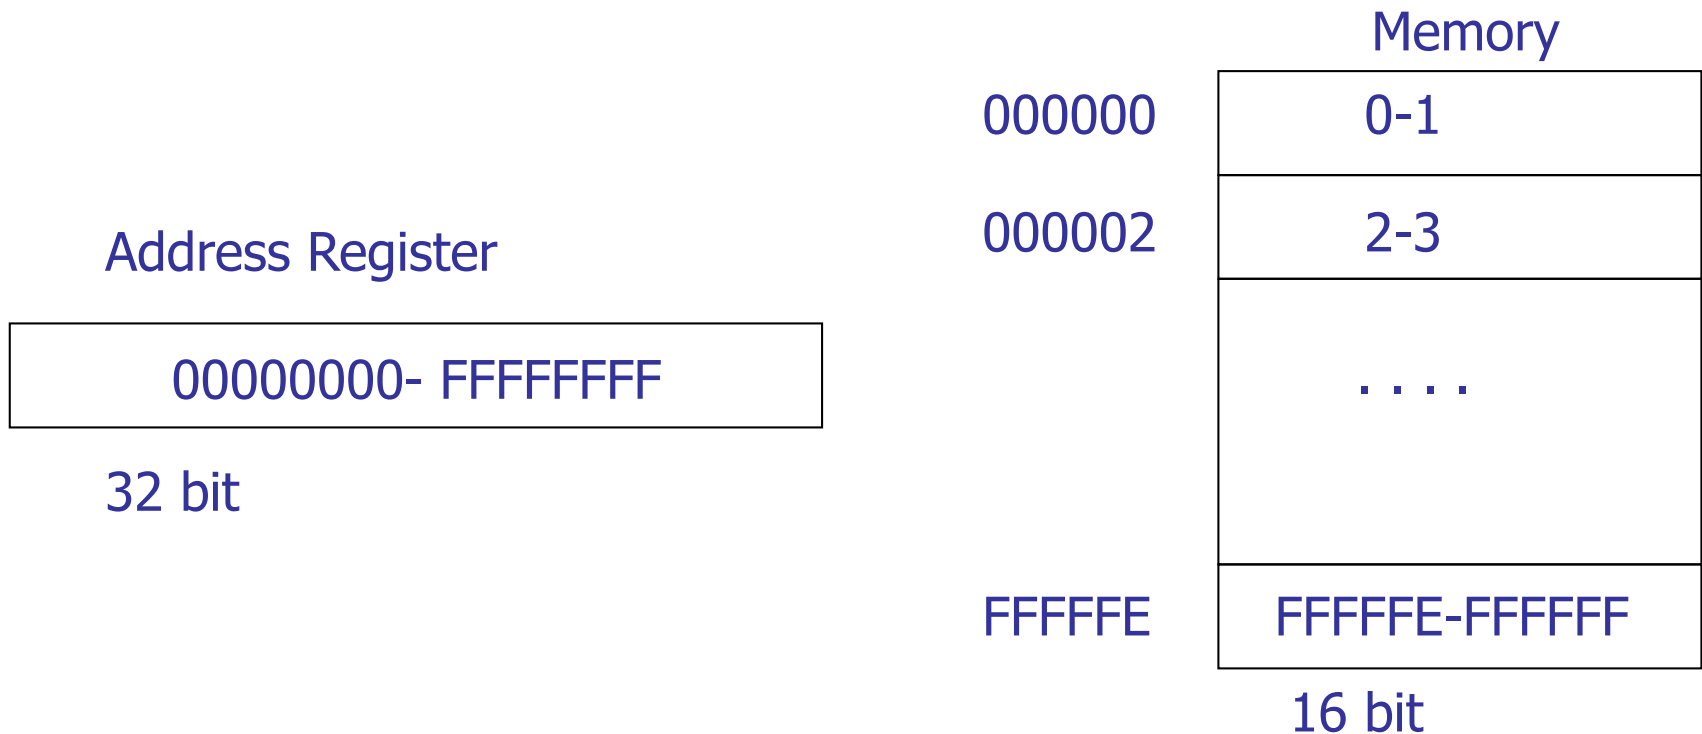 Memory
000000 0-1
000002 2-3
Address Register
00000000- FFFFFFFF
. . . .
32 bit
FFFFFE FFFFFE-FFFFFF
16 bit